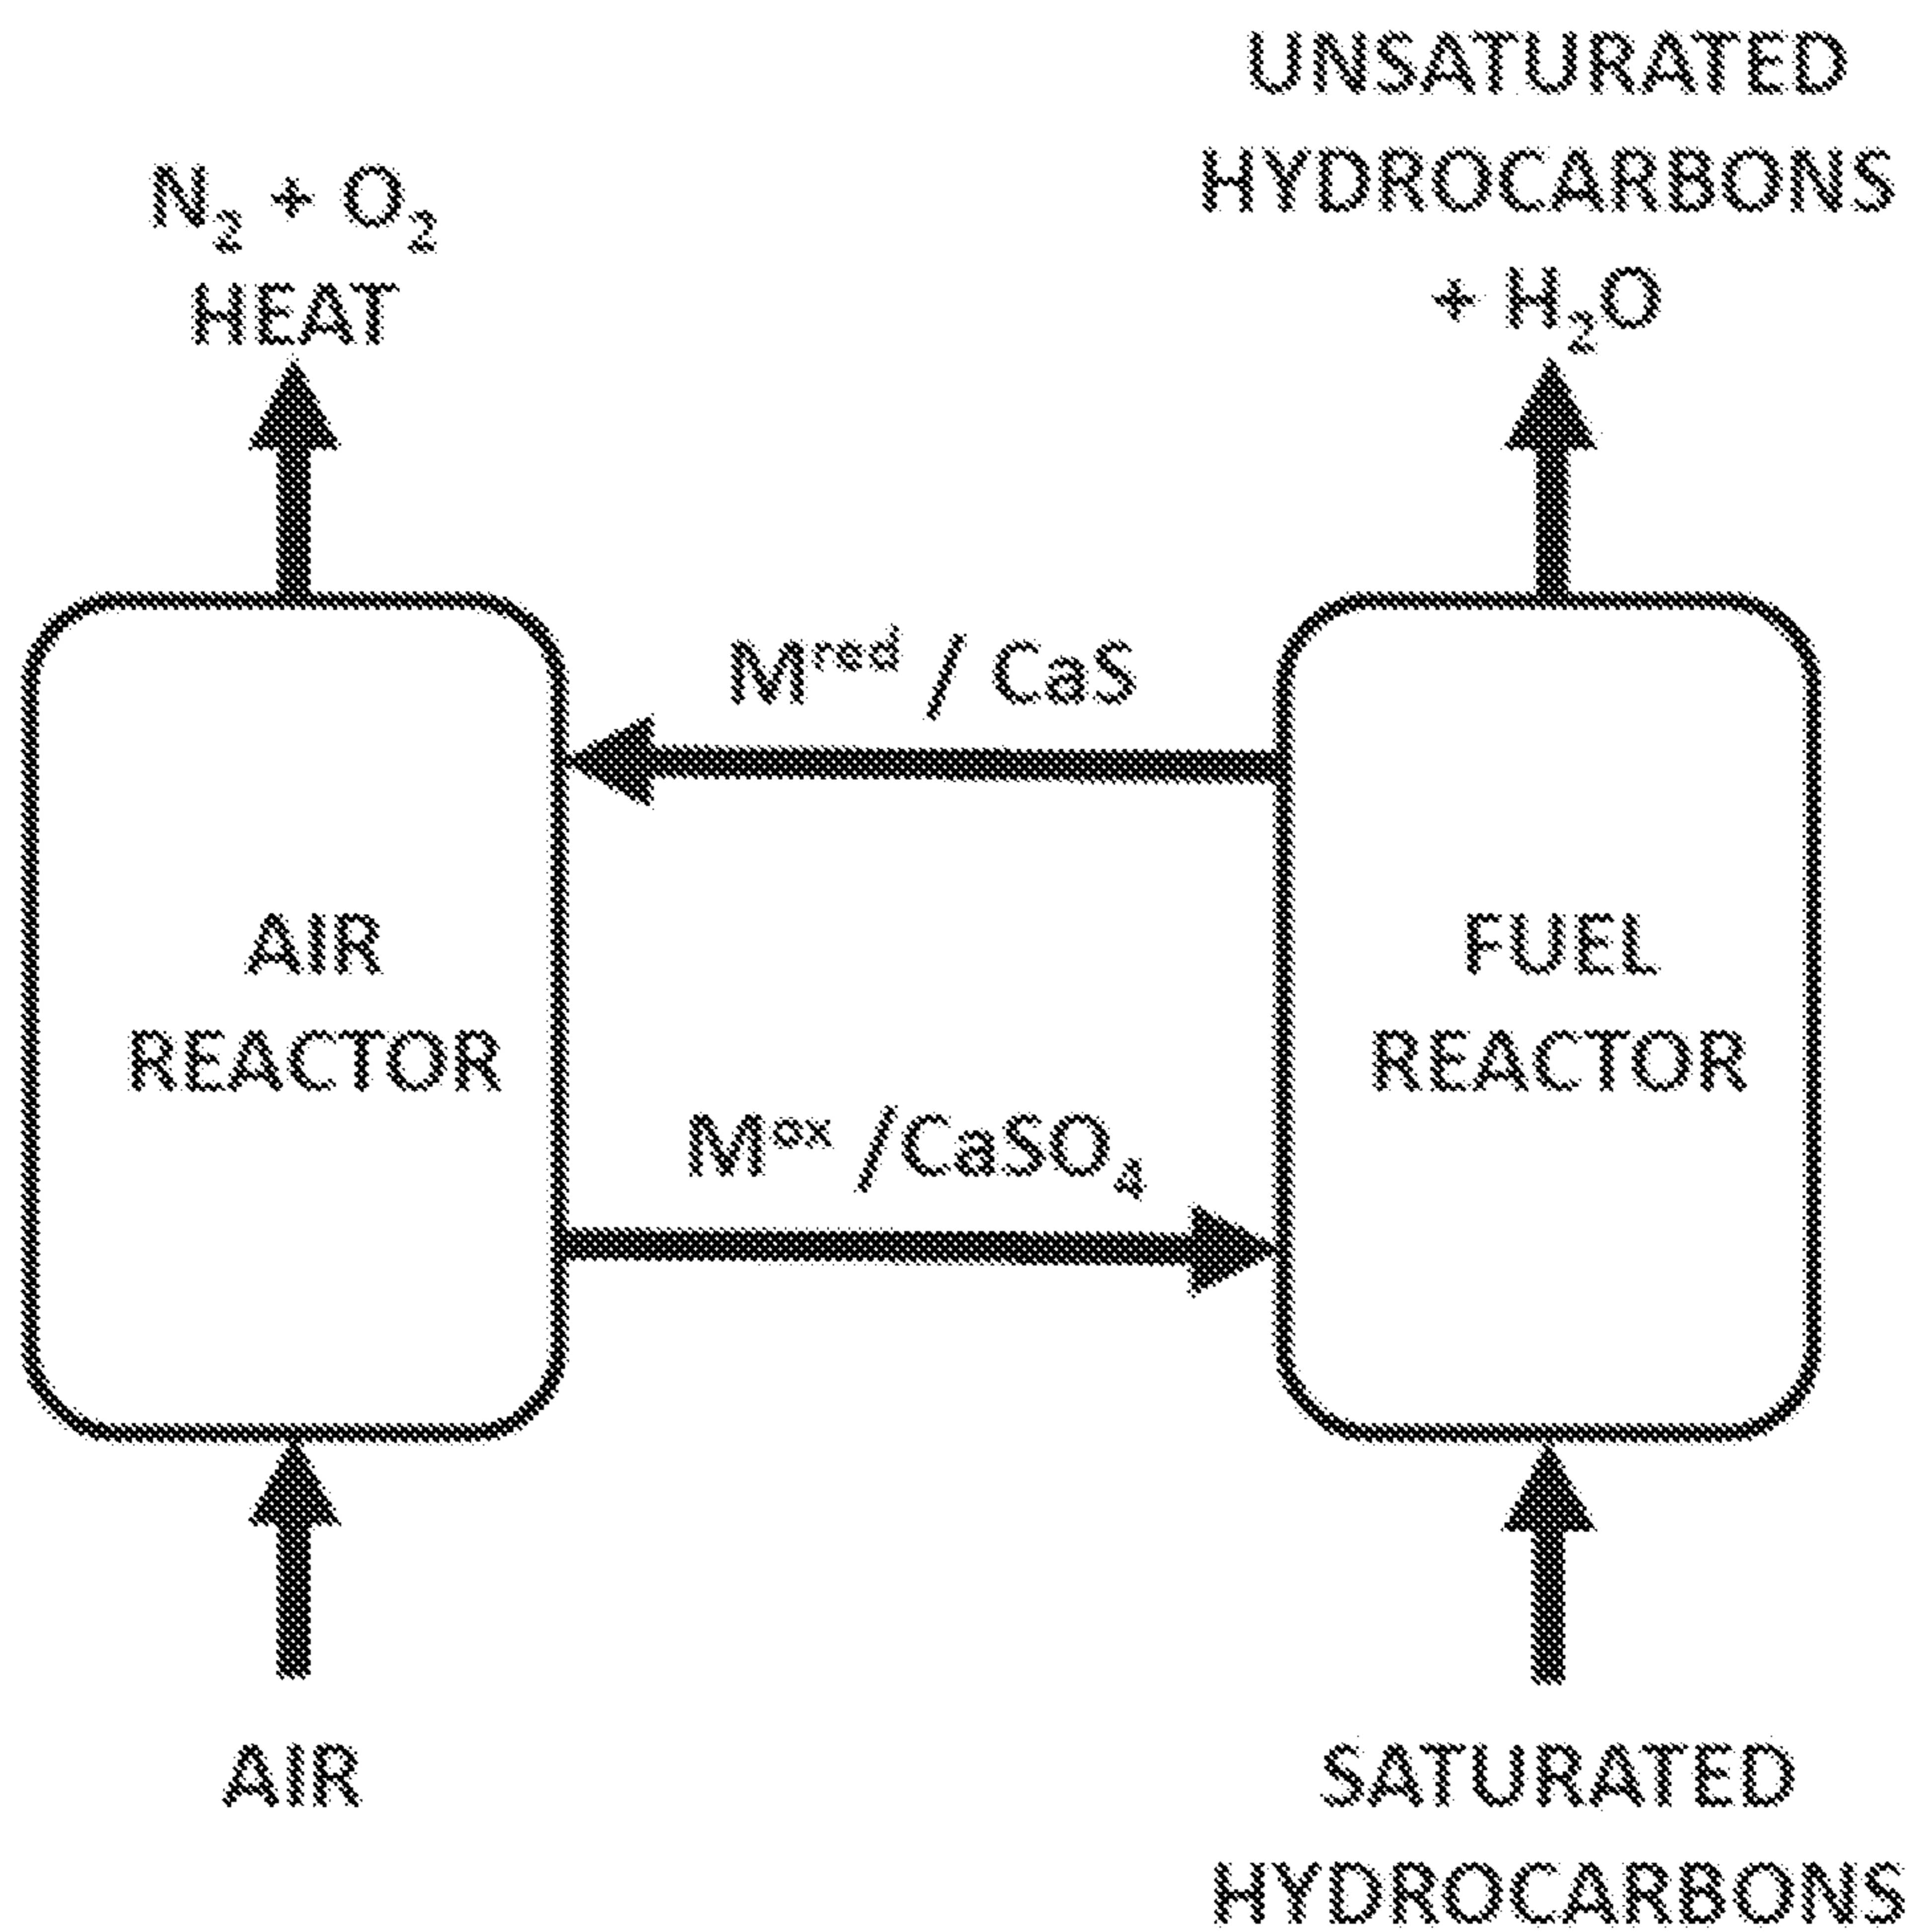 UNSATURATED
HYDROCARBONS
+ H₂O
N₂ + O₂
HEAT
Mʳᵉᵈ / CaS
AIR
REACTOR
FUEL
REACTOR
Mᵒˣ /CaSO₄
AIR
SATURATED
HYDROCARBONS